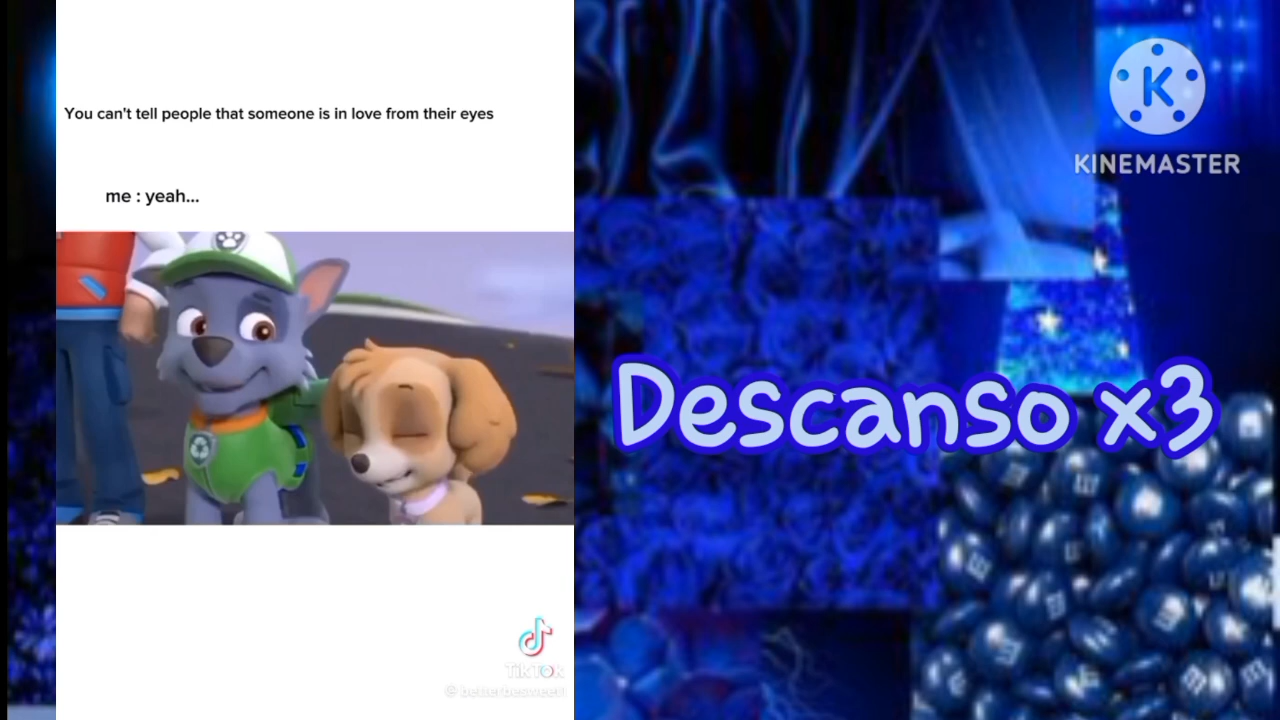 You can't tell people that someone is in love from their eyes
me : yeah...
TikTok
KINEMASTER
Descanso x3